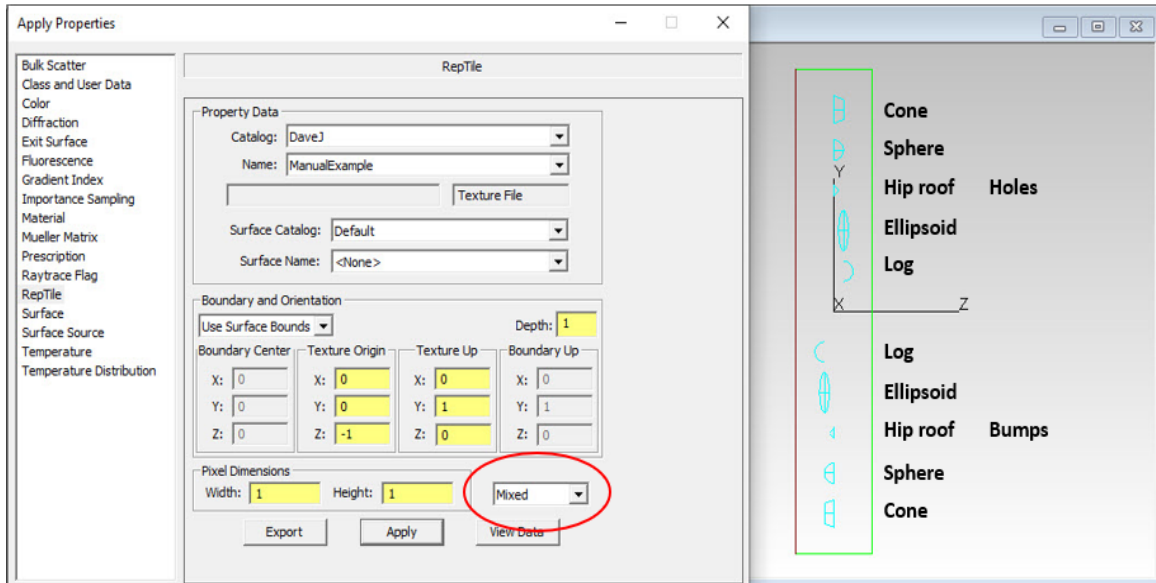 Apply Properties
Bulk Scatter
Class and User Data
Color
Diffraction
Exit Surface
Fluorescence
Gradient Index
Importance Sampling
Material
Mueller Matrix
Prescription
Raytrace Flag
RepTile
Surface
Surface Source
Temperature
Temperature Distribution
RepTile
Property Data
Catalog: DaveJ
Name: ManualExample
Texture File
Surface Catalog: Default
Surface Name: <None>
Boundary and Orientation
Use Surface Bounds Depth: 1
Boundary Center Texture Origin Texture Up Boundary Up
X: 0 X: 0 X: 0 X: 0
Y: 0 Y: 0 Y: 1 Y: 1
Z: 0 Z: -1 Z: 0 Z: 0
Pixel Dimensions
Width: 1 Height: 1 Mixed
Export Apply View Data
Cone
Sphere
Y
Hip roof Holes
Ellipsoid
Log
X Z
Log
Ellipsoid
Hip roof Bumps
Sphere
Cone